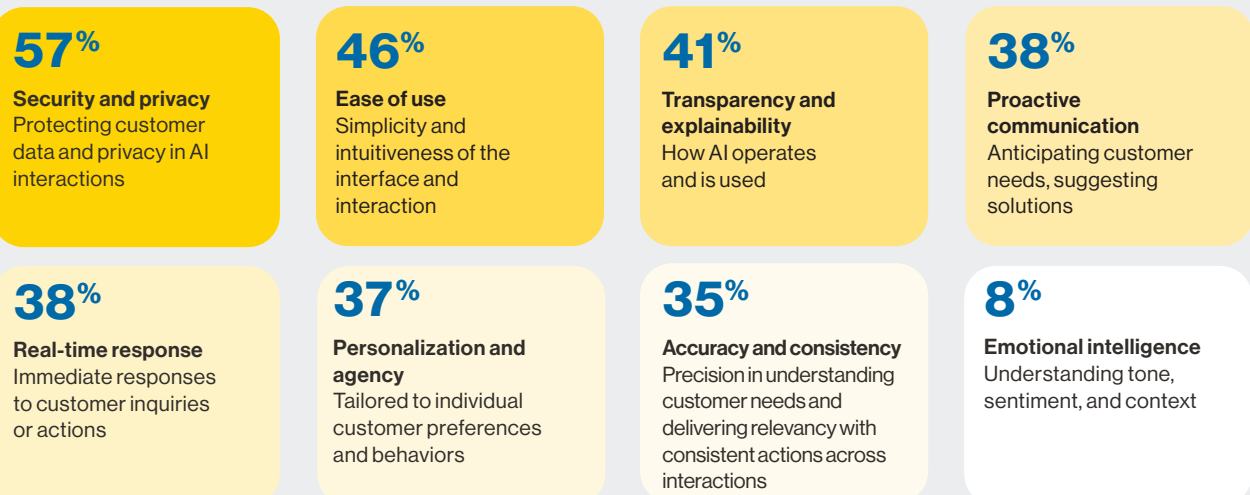 57%
Security and privacy
Protecting customer
data and privacy in AI
interactions
46%
Ease of use
Simplicity and
intuitiveness of the
interface and
interaction
41%
Transparency and
explainability
How AI operates
and is used
38%
Proactive
communication
Anticipating customer
needs, suggesting
solutions
38%
Real-time response
Immediate responses
to customer inquiries
or actions
37%
Personalization and
agency
Tailored to individual
customer preferences
and behaviors
35%
Accuracy and consistency
Precision in understanding
customer needs and
delivering relevancy with
consistent actions across
interactions
8%
Emotional intelligence
Understanding tone,
sentiment, and context